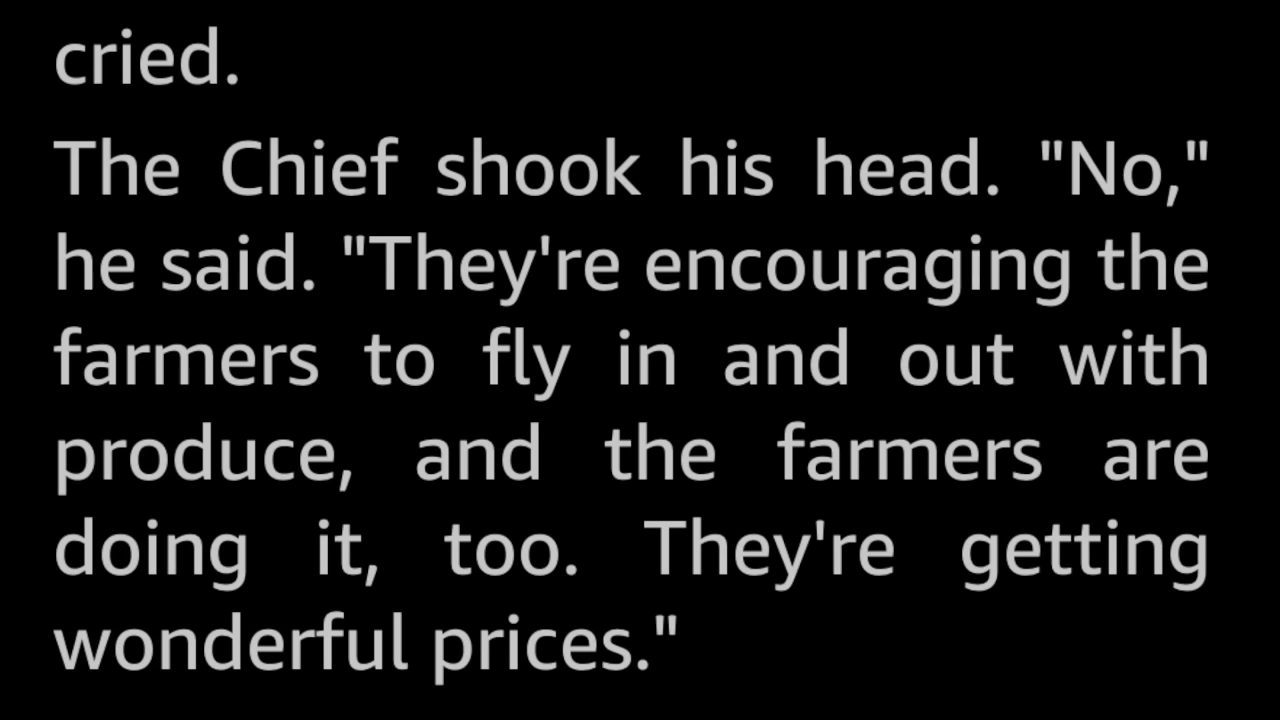 cried.
The Chief shook his head. "No,"
he said. "They're encouraging the
farmers to fly in and out with
produce, and the farmers are
doing it, too. They're getting
wonderful prices."